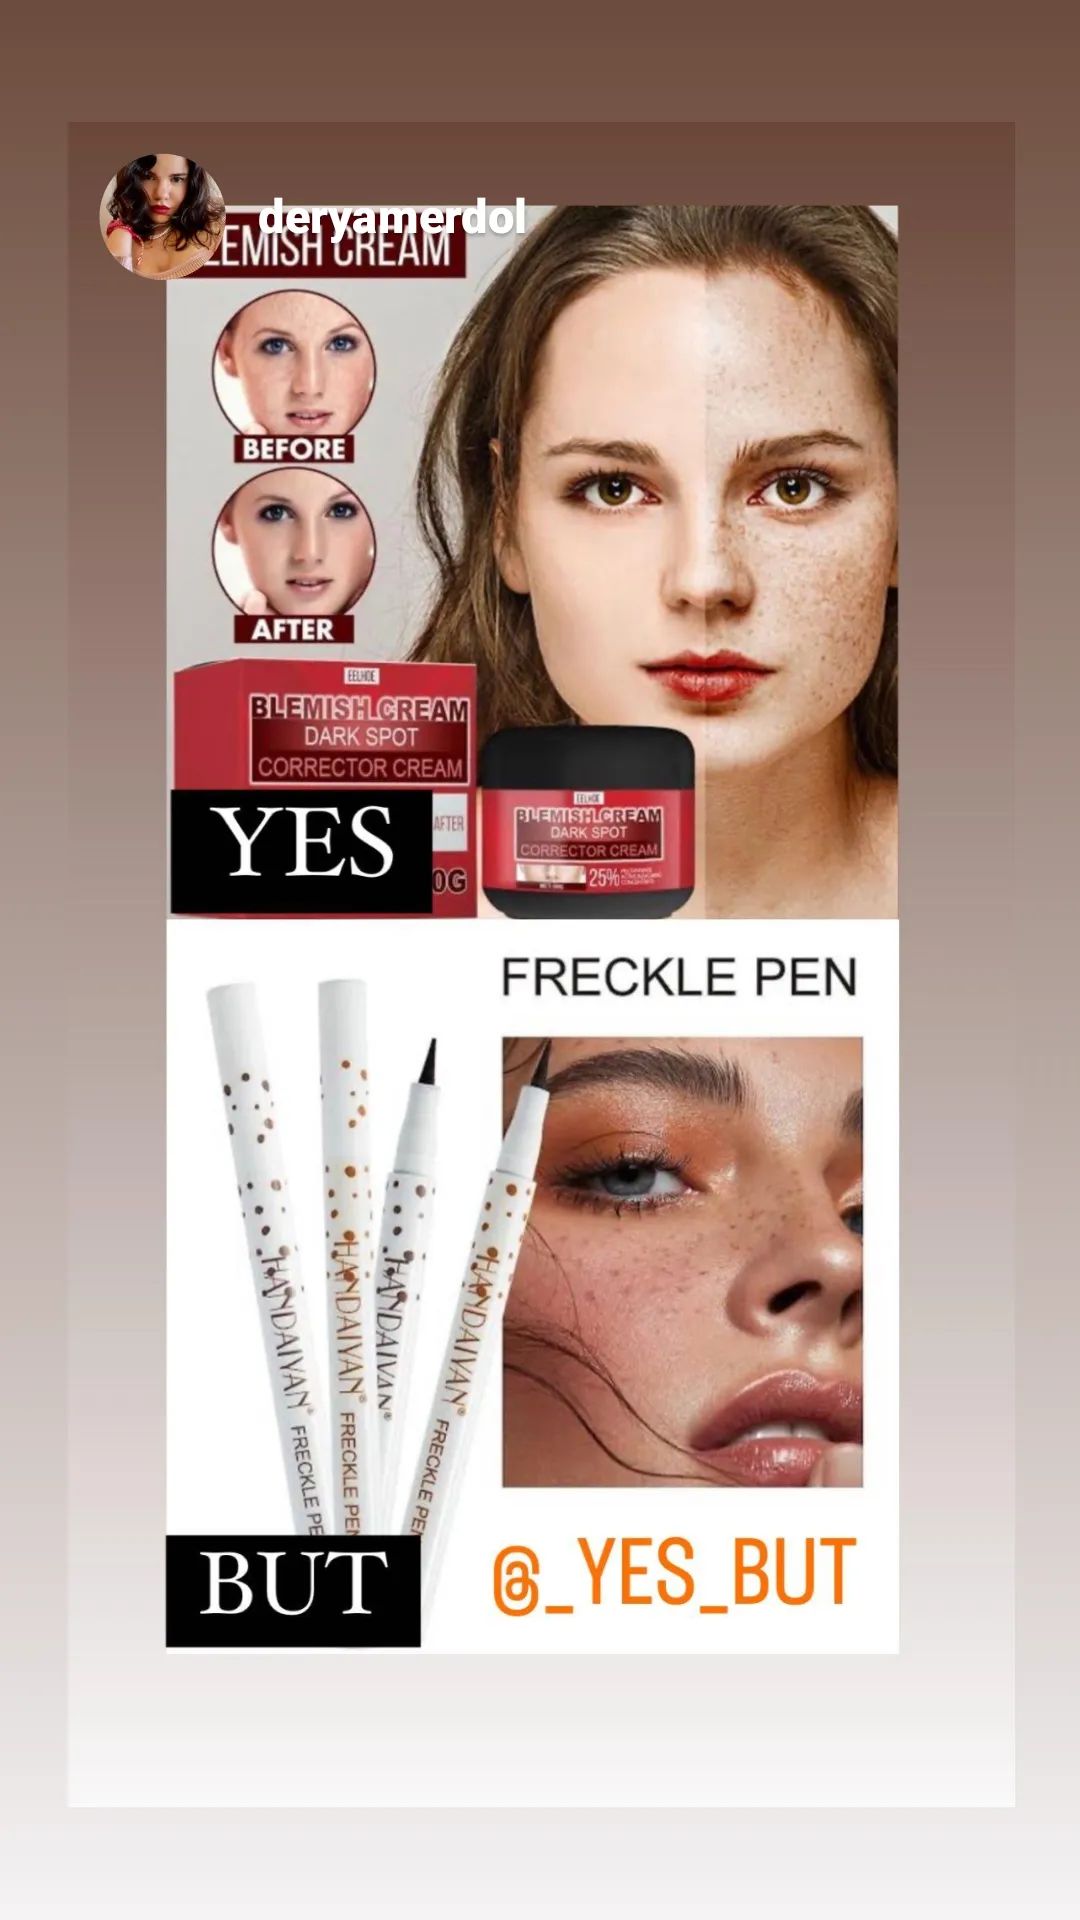 deryamerdol
LEMISH CREAM
BEFORE
AFTER
EELHOE
BLEMISH CREAM
DARK SPOT
CORRECTOR CREAM
AFTER
0G
EELHOE
BLEMISH CREAM
DARK SPOT
CORRECTOR CREAM
25%
YES
FRECKLE PEN
HANDAIYAN®
FRECKLE PE
HANDAIYAN®
FRECKLE PEN
HANDAIYAN®
HANDAIYAN®
FRECKLE PEN
BUT
@_YES_BUT